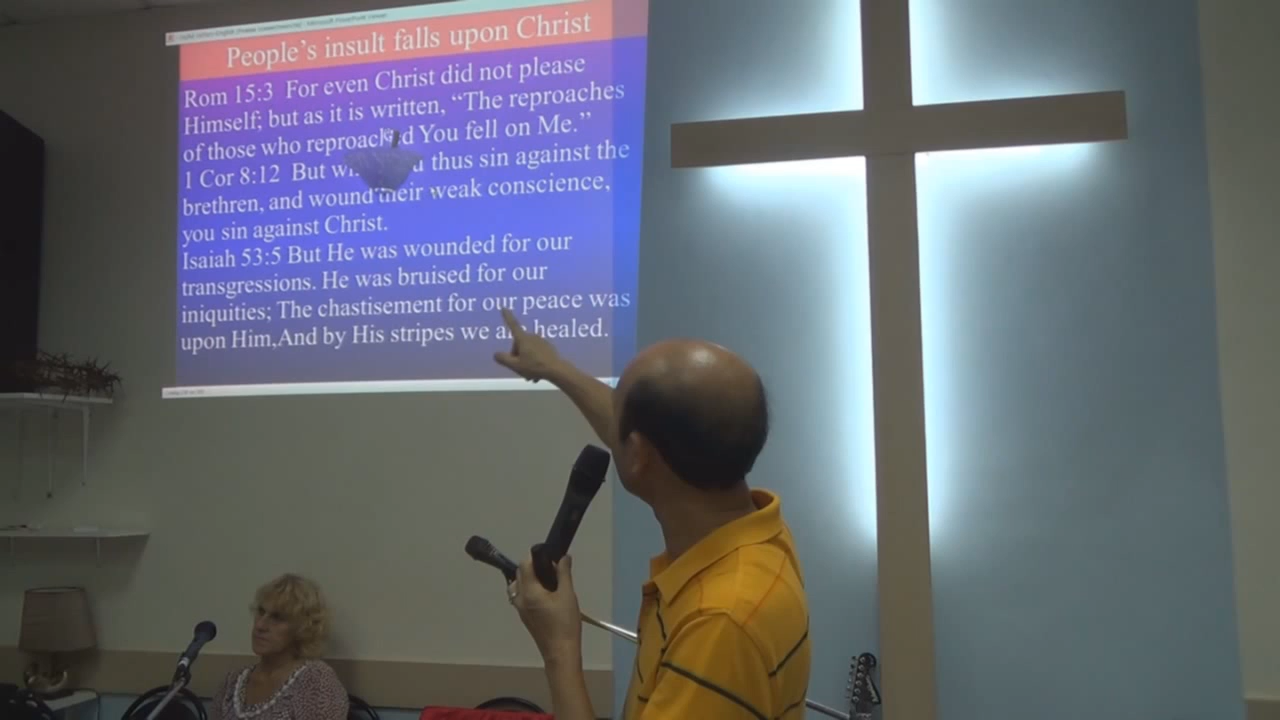 People's insult falls upon Christ
Rom 15:3 For even Christ did not please
Himself; but as it is written, “The reproaches
of those who reproached You fell on Me.”
1 Cor 8:12 But thus sin against the
brethren, and wound their weak conscience,
you sin against Christ.
Isaiah 53:5 But He was wounded for our
transgressions. He was bruised for our
iniquities; The chastisement for our peace was
upon Him,And by His stripes we are healed.